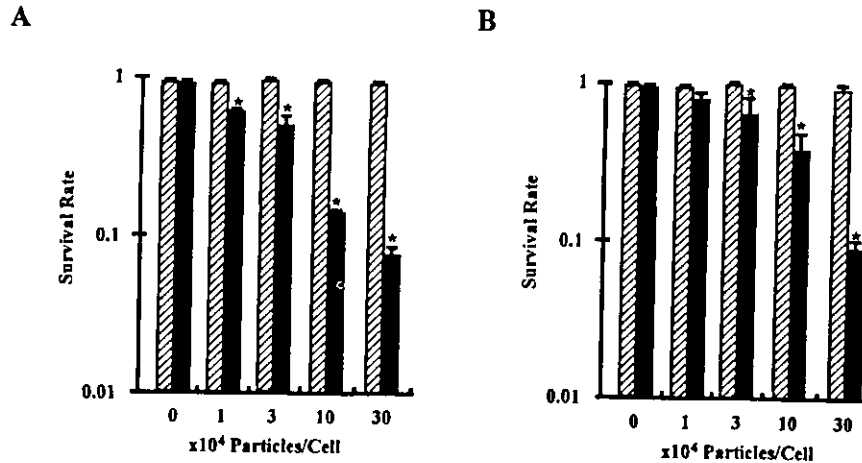 A
B
1
0.1
0.01
Survival Rate
*
*
*
*
0 1 3 10 30
x10⁴ Particles/Cell
1
0.1
0.01
Survival Rate
*
*
*
0 1 3 10 30
x10⁴ Particles/Cell